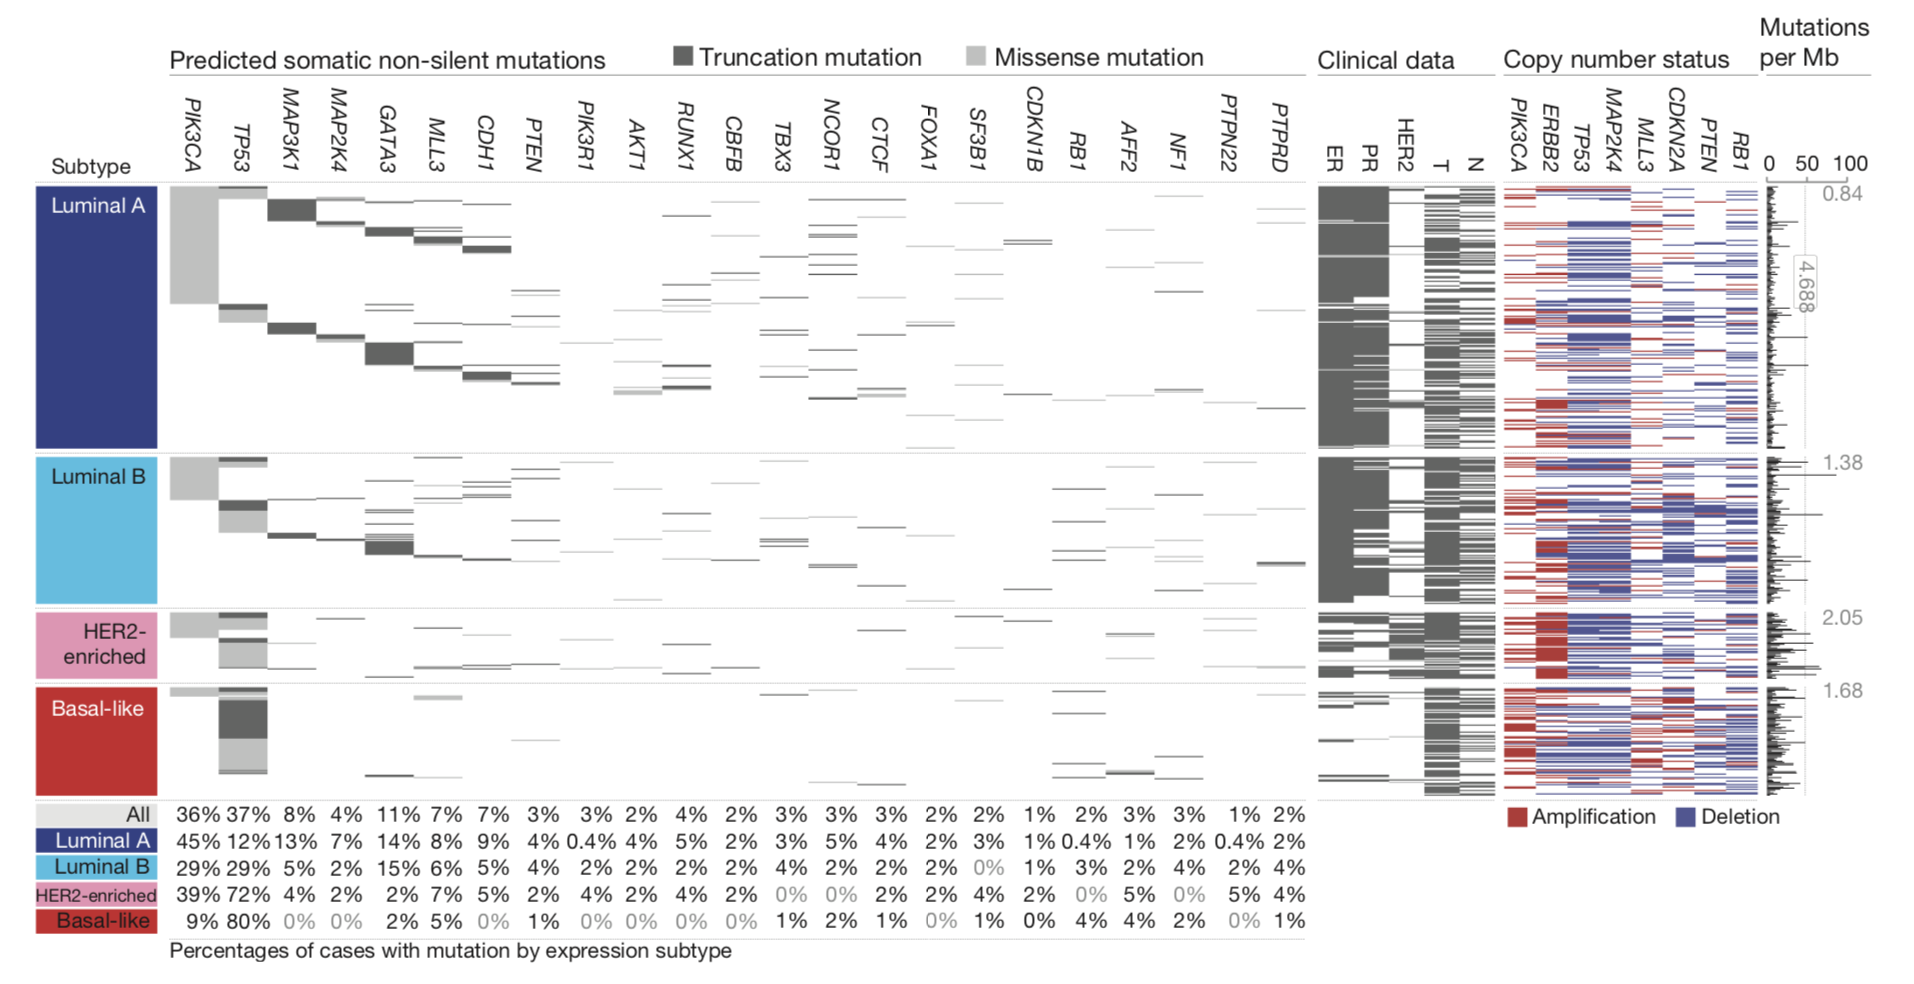 Mutations
per Mb
Predicted somatic non-silent mutations Truncation mutation Missense mutation Clinical data Copy number status
Subtype PIK3CA TP53 MAP3K1 MAP2K4 GATA3 MLL3 CDH1 PTEN PIK3R1 AKT1 RUNX1 CBFB TBX3 NCOR1 CTCF FOXA1 SF3B1 CDKN1B RB1 AFF2 NF1 PTPN22 PTPRD ER PR HER2 T N PIK3CA ERBB2 TP53 MAP2K4 MLL3 CDKN2A PTEN RB1 0 50 100
Luminal A 0.84
4.688
Luminal B 1.38
HER2-
enriched 2.05
Basal-like 1.68
All 36% 37% 8% 4% 11% 7% 7% 3% 3% 2% 4% 2% 3% 3% 3% 2% 2% 1% 2% 3% 3% 1% 2% Amplification Deletion
Luminal A 45% 12% 13% 7% 14% 8% 9% 4% 0.4% 4% 5% 2% 3% 5% 4% 2% 3% 1% 0.4% 1% 2% 0.4% 2%
Luminal B 29% 29% 5% 2% 15% 6% 5% 4% 2% 2% 2% 2% 4% 2% 2% 2% 0% 1% 3% 2% 4% 2% 4%
HER2-enriched 39% 72% 4% 2% 2% 7% 5% 2% 4% 2% 4% 2% 0% 0% 2% 2% 4% 2% 0% 5% 0% 5% 4%
Basal-like 9% 80% 0% 0% 2% 5% 0% 1% 0% 0% 0% 0% 1% 2% 1% 0% 1% 0% 4% 4% 2% 0% 1%
Percentages of cases with mutation by expression subtype